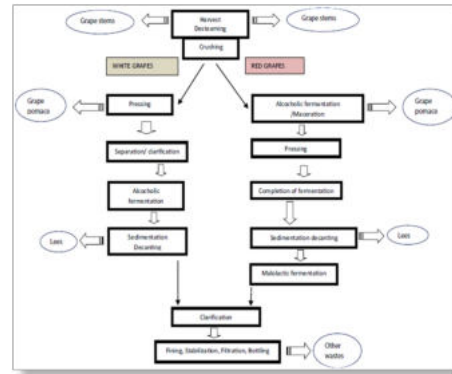 Grape stems
Harvest
Destearning
Grape stems
Crushing
WHITE GRAPES
RED GRAPES
Grape
pomace
Pressing
Alcoholic fermentation
/Maceration
Grape
pomace
Separation/ clarification
Pressing
Alcoholic
fermentation
Completion of fermentation
Lees
Sedimentation
Decanting
Sedimentation decanting
Lees
Malolactic fermentation
Clarification
Fining, Stabilization, Filtration, Bottling
Other
wastes